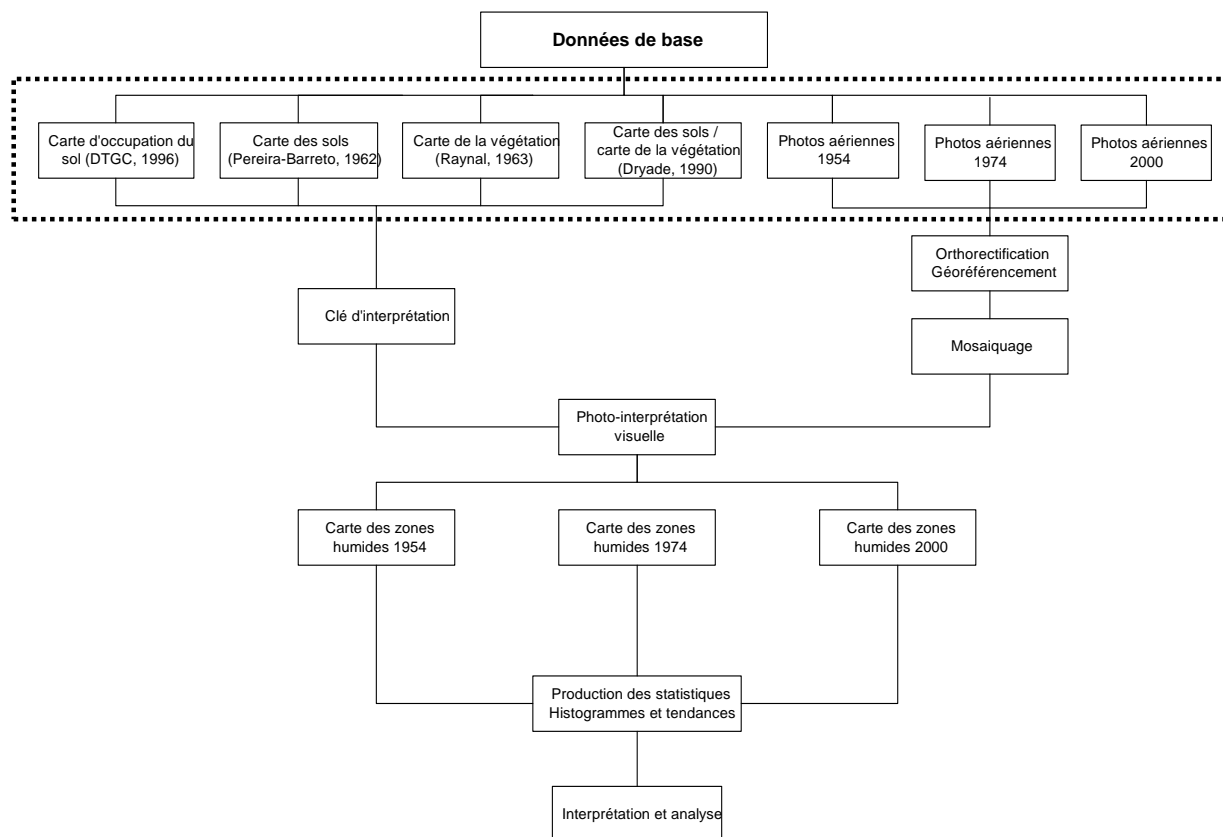 Données de base
Carte d'occupation du
sol (DTGC, 1996)
Carte des sols
(Pereira-Barreto, 1962)
Carte de la végétation
(Raynal, 1963)
Carte des sols /
carte de la végétation
(Dryade, 1990)
Photos aériennes
1954
Photos aériennes
1974
Photos aériennes
2000
Orthorectification
Géoréférencement
Clé d'interprétation
Mosaiquage
Photo-interprétation
visuelle
Carte des zones
humides 1954
Carte des zones
humides 1974
Carte des zones
humides 2000
Production des statistiques
Histogrammes et tendances
Interprétation et analyse